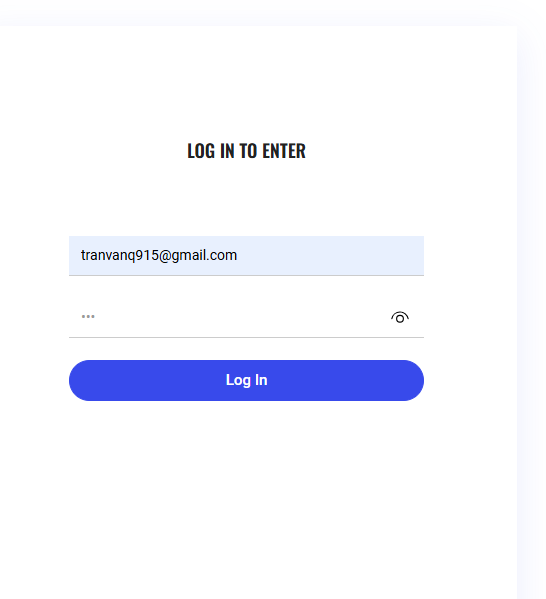 LOG IN TO ENTER
tranvanq915@gmail.com
•••
Log In